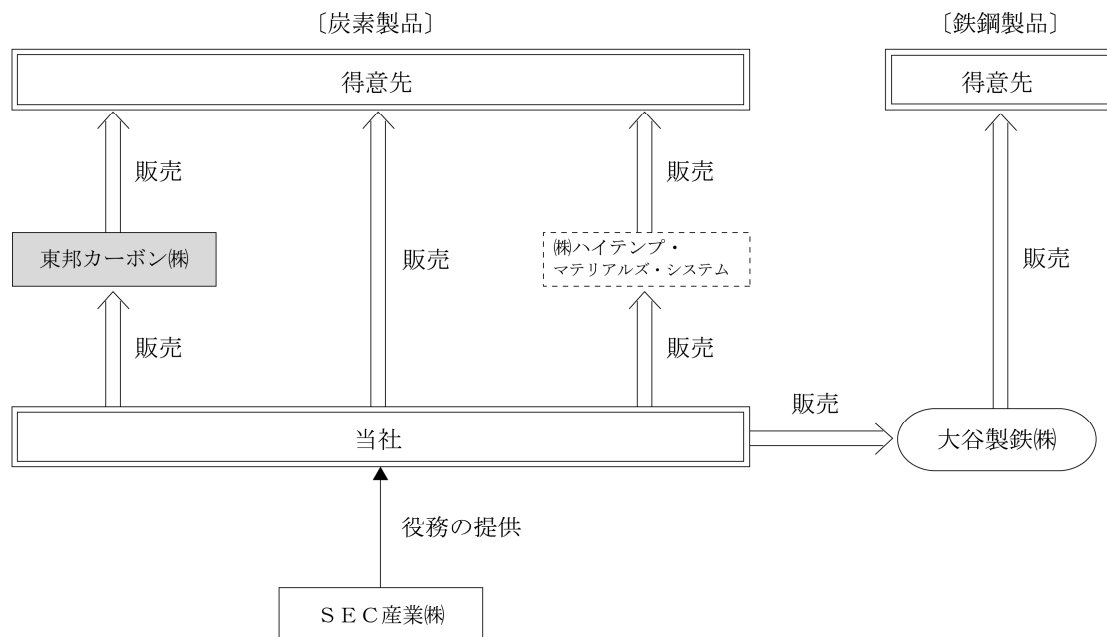 〔炭素製品〕
〔鉄鋼製品〕
得意先
得意先
販売
販売
東邦カーボン㈱
販売
㈱ハイテンプ・
マテリアルズ・システム
販売
販売
販売
販売
当社
大谷製鉄㈱
役務の提供
ＳＥＣ産業㈱